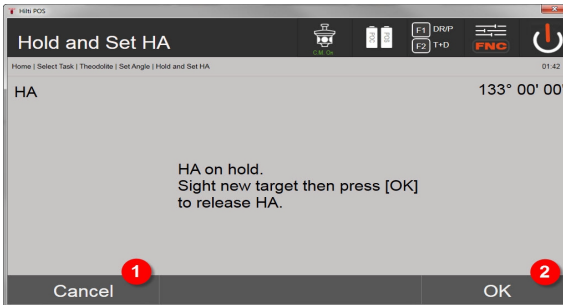 Hilti POS
Hold and Set HA
C.M. On
POC
POS
F1 DR/P
F2 T+D
FNC
Home | Select Task | Theodolite | Set Angle | Hold and Set HA
01:42
HA
133° 00' 00"
HA on hold.
Sight new target then press [OK]
to release HA.
1
2
Cancel
OK